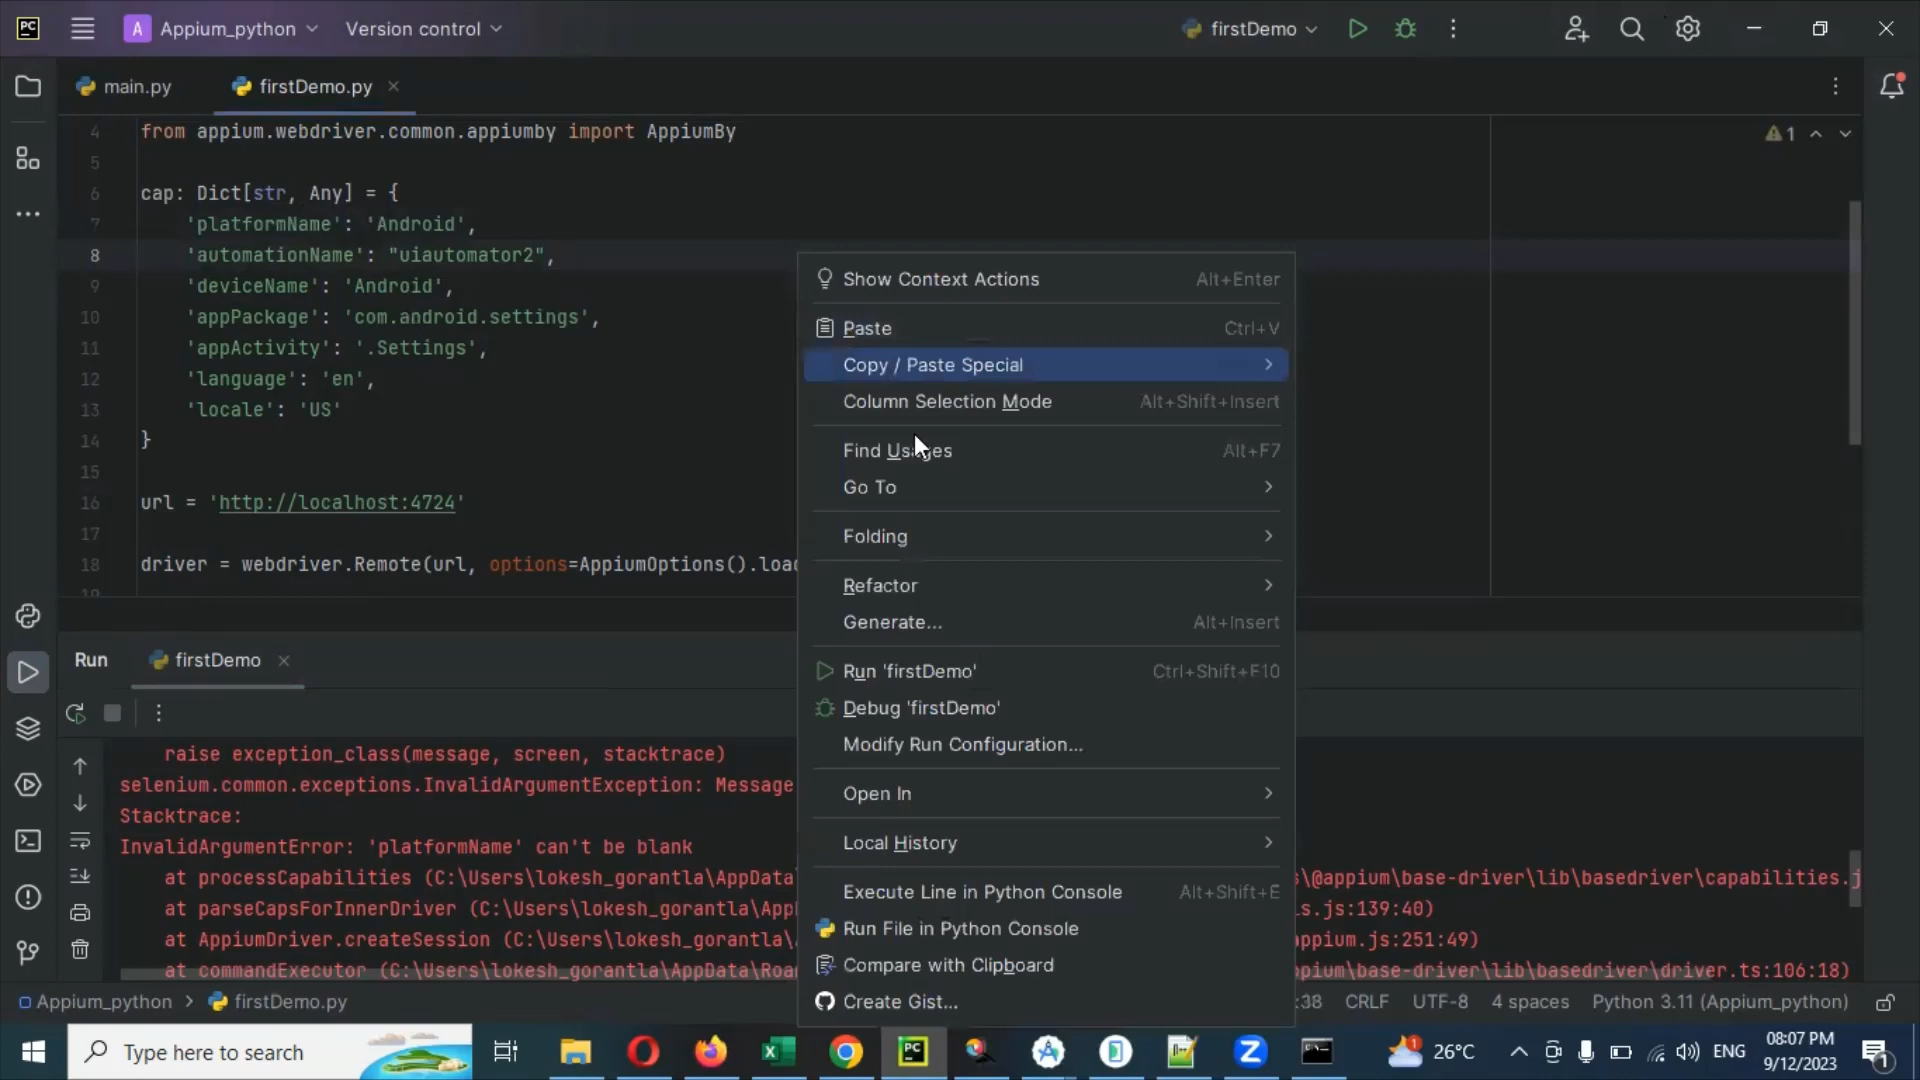 PC
A Appium_python
Version control
firstDemo
main.py
firstDemo.py
4 from appium.webdriver.common.appiumby import AppiumBy
1
5
6 cap: Dict[str, Any] = {
7 'platformName': 'Android',
8 'automationName': "uiautomator2",
9 'deviceName': 'Android',
10 'appPackage': 'com.android.settings',
11 'appActivity': '.Settings',
12 'language': 'en',
13 'locale': 'US'
14 }
15
16 url = 'http://localhost:4724'
17
18 driver = webdriver.Remote(url, options=AppiumOptions().load
19
Show Context Actions Alt+Enter
Paste Ctrl+V
Copy / Paste Special
Column Selection Mode Alt+Shift+Insert
Find Usages Alt+F7
Go To
Folding
Refactor
Generate... Alt+Insert
Run 'firstDemo' Ctrl+Shift+F10
Debug 'firstDemo'
Modify Run Configuration...
Open In
Local History
Execute Line in Python Console Alt+Shift+E
Run File in Python Console
Compare with Clipboard
Create Gist...
Run firstDemo
raise exception_class(message, screen, stacktrace)
selenium.common.exceptions.InvalidArgumentException: Message
Stacktrace:
InvalidArgumentError: 'platformName' can't be blank
at processCapabilities (C:\Users\lokesh_gorantla\AppData \@appium\base-driver\lib\basedriver\capabilities.j
at parseCapsForInnerDriver (C:\Users\lokesh_gorantla\App s.js:139:40)
at AppiumDriver.createSession (C:\Users\lokesh_gorantla\ ppium.js:251:49)
at commandExecutor (C:\Users\lokesh_gorantla\AppData\Roa pium\base-driver\lib\basedriver\driver.ts:106:18)
Appium_python > firstDemo.py
:38 CRLF UTF-8 4 spaces Python 3.11 (Appium_python)
Type here to search
26°C
ENG
08:07 PM
9/12/2023
1